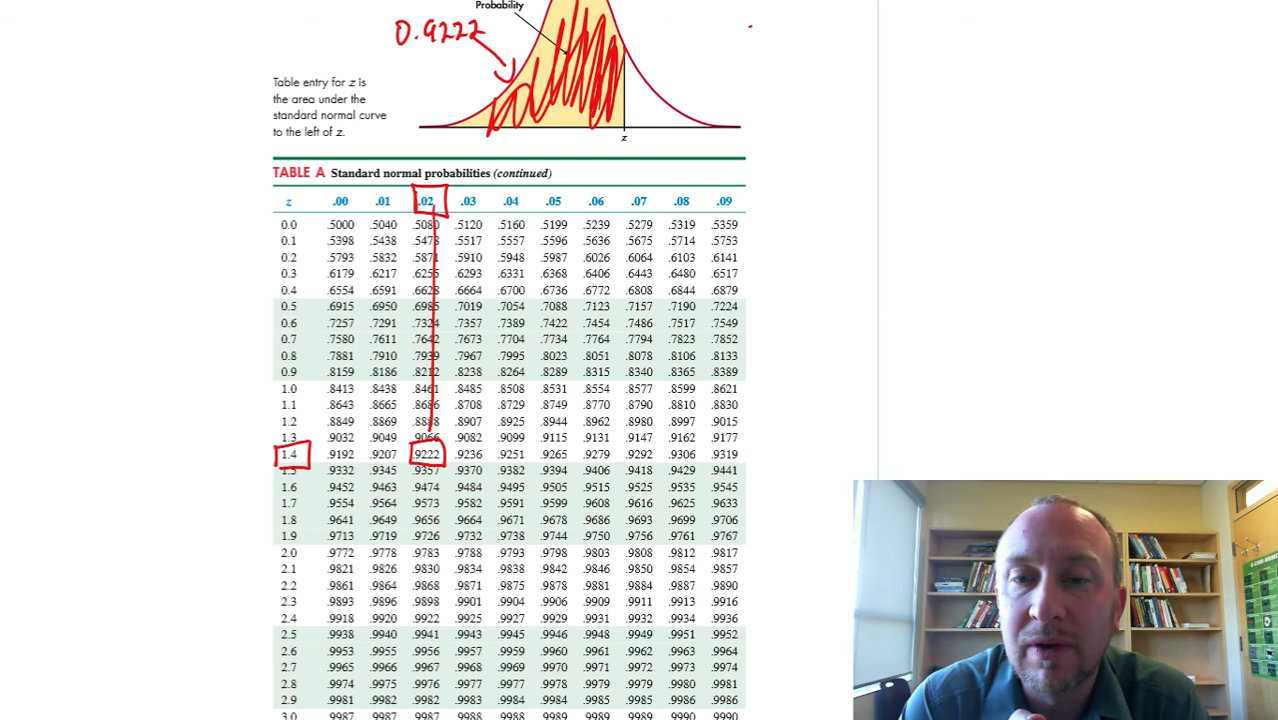 Probability
0.9222
Table entry for z is
the area under the
standard normal curve
to the left of z.
z
TABLE A Standard normal probabilities (continued)
z .00 .01 .02 .03 .04 .05 .06 .07 .08 .09
0.0 .5000 .5040 .5080 .5120 .5160 .5199 .5239 .5279 .5319 .5359
0.1 .5398 .5438 .5478 .5517 .5557 .5596 .5636 .5675 .5714 .5753
0.2 .5793 .5832 .5871 .5910 .5948 .5987 .6026 .6064 .6103 .6141
0.3 .6179 .6217 .6255 .6293 .6331 .6368 .6406 .6443 .6480 .6517
0.4 .6554 .6591 .6628 .6664 .6700 .6736 .6772 .6808 .6844 .6879
0.5 .6915 .6950 .6985 .7019 .7054 .7088 .7123 .7157 .7190 .7224
0.6 .7257 .7291 .7324 .7357 .7389 .7422 .7454 .7486 .7517 .7549
0.7 .7580 .7611 .7642 .7673 .7704 .7734 .7764 .7794 .7823 .7852
0.8 .7881 .7910 .7939 .7967 .7995 .8023 .8051 .8078 .8106 .8133
0.9 .8159 .8186 .8212 .8238 .8264 .8289 .8315 .8340 .8365 .8389
1.0 .8413 .8438 .8461 .8485 .8508 .8531 .8554 .8577 .8599 .8621
1.1 .8643 .8665 .8686 .8708 .8729 .8749 .8770 .8790 .8810 .8830
1.2 .8849 .8869 .8888 .8907 .8925 .8944 .8962 .8980 .8997 .9015
1.3 .9032 .9049 .9066 .9082 .9099 .9115 .9131 .9147 .9162 .9177
1.4 .9192 .9207 .9222 .9236 .9251 .9265 .9279 .9292 .9306 .9319
1.5 .9332 .9345 .9357 .9370 .9382 .9394 .9406 .9418 .9429 .9441
1.6 .9452 .9463 .9474 .9484 .9495 .9505 .9515 .9525 .9535 .9545
1.7 .9554 .9564 .9573 .9582 .9591 .9599 .9608 .9616 .9625 .9633
1.8 .9641 .9649 .9656 .9664 .9671 .9678 .9686 .9693 .9699 .9706
1.9 .9713 .9719 .9726 .9732 .9738 .9744 .9750 .9756 .9761 .9767
2.0 .9772 .9778 .9783 .9788 .9793 .9798 .9803 .9808 .9812 .9817
2.1 .9821 .9826 .9830 .9834 .9838 .9842 .9846 .9850 .9854 .9857
2.2 .9861 .9864 .9868 .9871 .9875 .9878 .9881 .9884 .9887 .9890
2.3 .9893 .9896 .9898 .9901 .9904 .9906 .9909 .9911 .9913 .9916
2.4 .9918 .9920 .9922 .9925 .9927 .9929 .9931 .9932 .9934 .9936
2.5 .9938 .9940 .9941 .9943 .9945 .9946 .9948 .9949 .9951 .9952
2.6 .9953 .9955 .9956 .9957 .9959 .9960 .9961 .9962 .9963 .9964
2.7 .9965 .9966 .9967 .9968 .9969 .9970 .9971 .9972 .9973 .9974
2.8 .9974 .9975 .9976 .9977 .9977 .9978 .9979 .9979 .9980 .9981
2.9 .9981 .9982 .9982 .9983 .9984 .9984 .9985 .9985 .9986 .9986
3.0 .9987 .9987 .9987 .9988 .9988 .9989 .9989 .9989 .9990 .9990